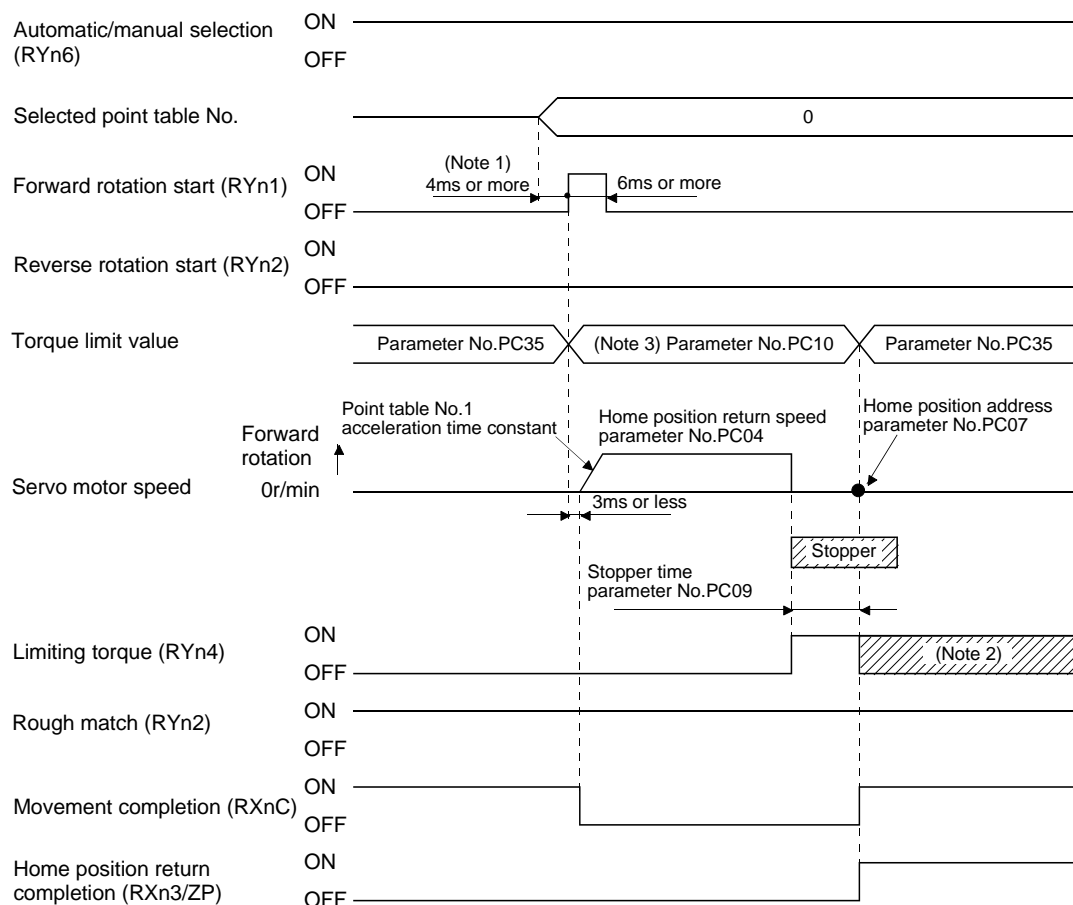 Automatic/manual selection
(RYn6)
ON
OFF
Selected point table No.
0
Forward rotation start (RYn1)
ON
OFF
(Note 1)
4ms or more
6ms or more
Reverse rotation start (RYn2)
ON
OFF
Torque limit value
Parameter No.PC35
(Note 3) Parameter No.PC10
Parameter No.PC35
Servo motor speed
Forward
rotation
0r/min
Point table No.1
acceleration time constant
Home position return speed
parameter No.PC04
Home position address
parameter No.PC07
3ms or less
Stopper
Stopper time
parameter No.PC09
Limiting torque (RYn4)
ON
OFF
(Note 2)
Rough match (RYn2)
ON
OFF
Movement completion (RXnC)
ON
OFF
Home position return
completion (RXn3/ZP)
ON
OFF